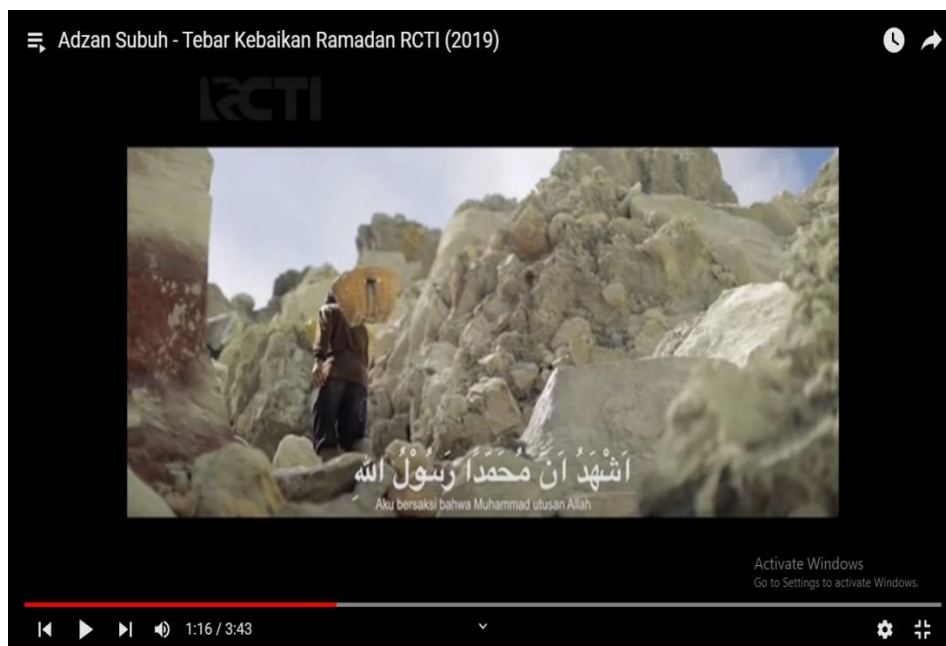 Adzan Subuh - Tebar Kebaikan Ramadan RCTI (2019)
RCTI
اَشْهَدُ اَنَّ مُحَمَّدًا رَسُوْلُ اللّٰهِ
Aku bersaksi bahwa Muhammad utusan Allah
Activate Windows
Go to Settings to activate Windows.
1:16 / 3:43